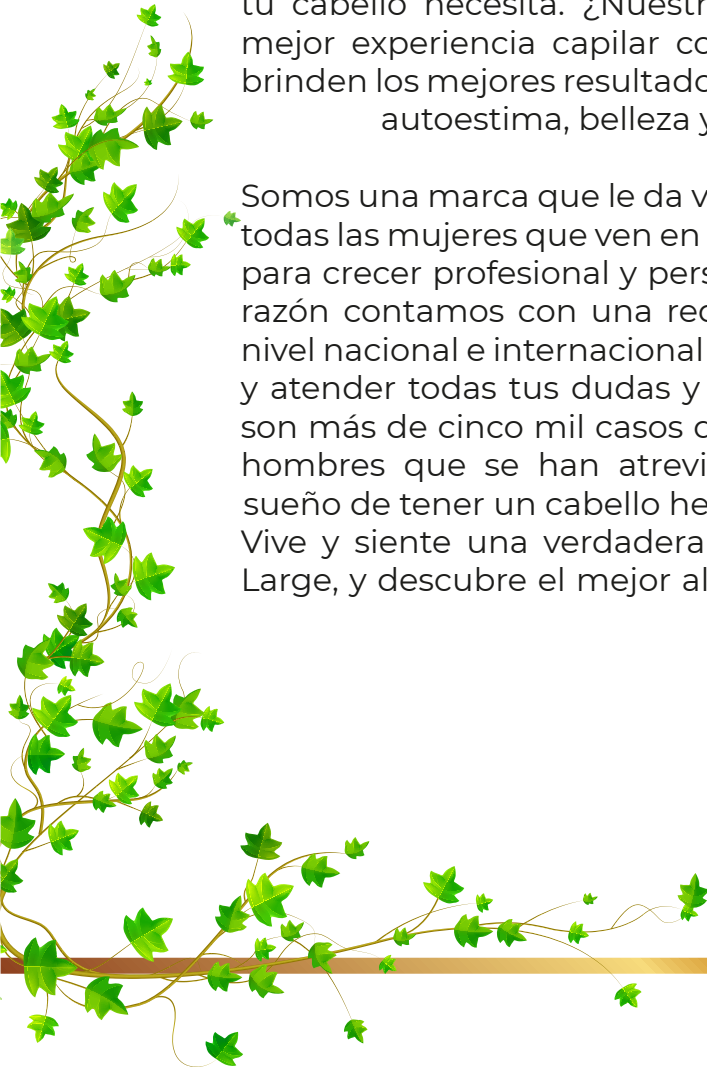 tu cabello necesita. ¿Nuestr
mejor experiencia capilar co
brinden los mejores resultado
autoestima, belleza y
Somos una marca que le da v
todas las mujeres que ven en
para crecer profesional y pers
razón contamos con una red
nivel nacional e internacional
y atender todas tus dudas y
son más de cinco mil casos d
hombres que se han atrevi
sueño de tener un cabello he
Vive y siente una verdadera
Large, y descubre el mejor al